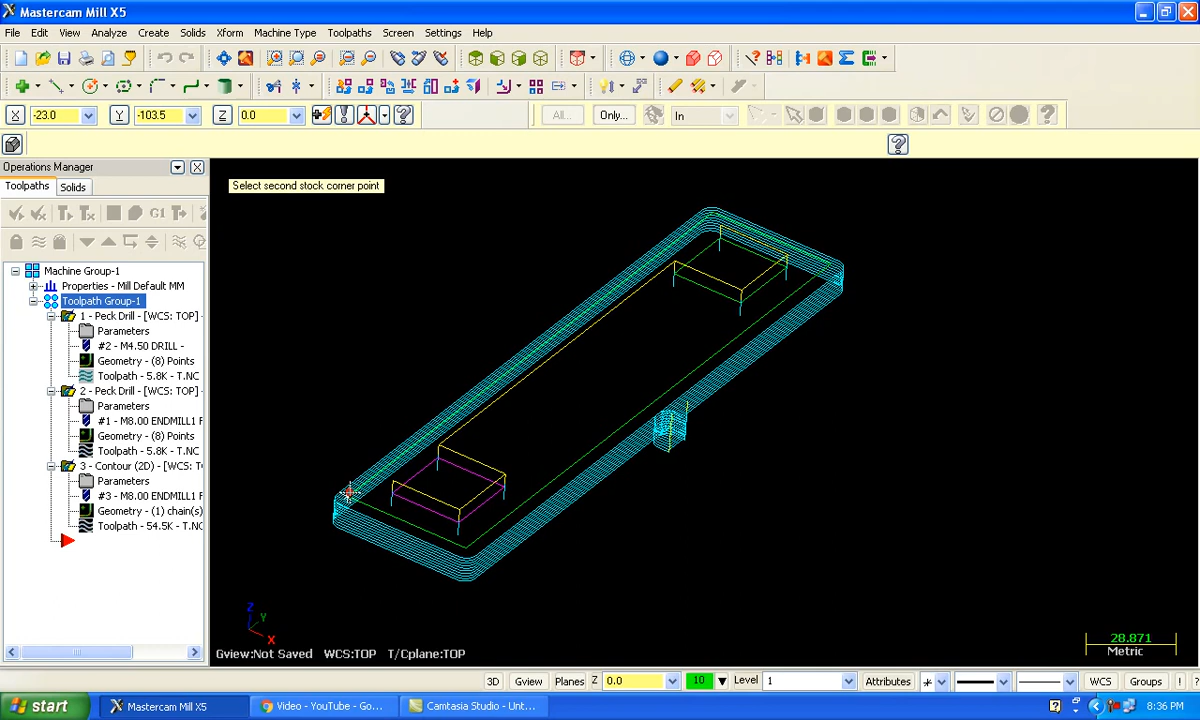 Mastercam Mill X5
File Edit View Analyze Create Solids Xform Machine Type Toolpaths Screen Settings Help
X -23.0 Y -103.5 Z 0.0 All... Only... In
Operations Manager
Toolpaths Solids
G1
Select second stock corner point
Machine Group-1
Properties - Mill Default MM
Toolpath Group-1
1 - Peck Drill - [WCS: TOP]
Parameters
#2 - M4.50 DRILL -
Geometry - (8) Points
Toolpath - 5.8K - T.NC
2 - Peck Drill - [WCS: TOP]
Parameters
#1 - M8.00 ENDMILL1 F
Geometry - (8) Points
Toolpath - 5.8K - T.NC
3 - Contour (2D) - [WCS: T
Parameters
#3 - M8.00 ENDMILL1 F
Geometry - (1) chain(s)
Toolpath - 54.5K - T.NC
Z
Y
X
Gview:Not Saved WCS:TOP T/Cplane:TOP
28.871
Metric
3D Gview Planes Z 0.0 10 Level 1 Attributes WCS Groups ! ?
start Mastercam Mill X5 Video - YouTube - Go... Camtasia Studio - Unt... 8:36 PM